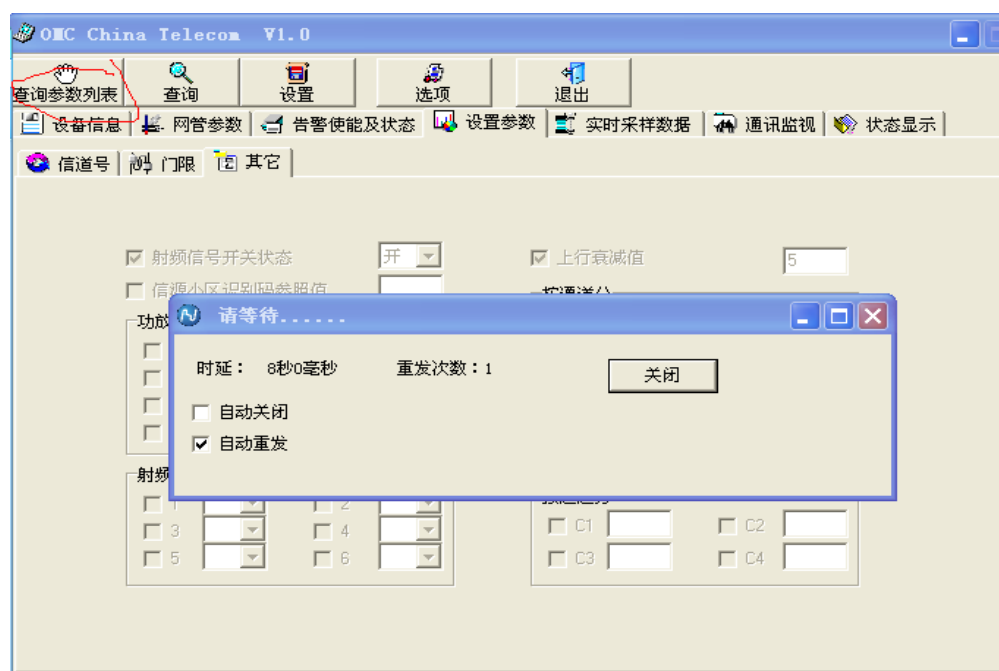 OMC China Telecom V1.0
查询参数列表 查询 设置 选项 退出
设备信息 网管参数 告警使能及状态 设置参数 实时采样数据 通讯监视 状态显示
信道号 门限 其它
射频信号开关状态 开 上行衰减值 5
信源小区识别码参照值
功放
请等待......
时延： 8秒0毫秒 重发次数：1 关闭
自动关闭
自动重发
射频
1 2
3 4 C1 C2
5 6 C3 C4